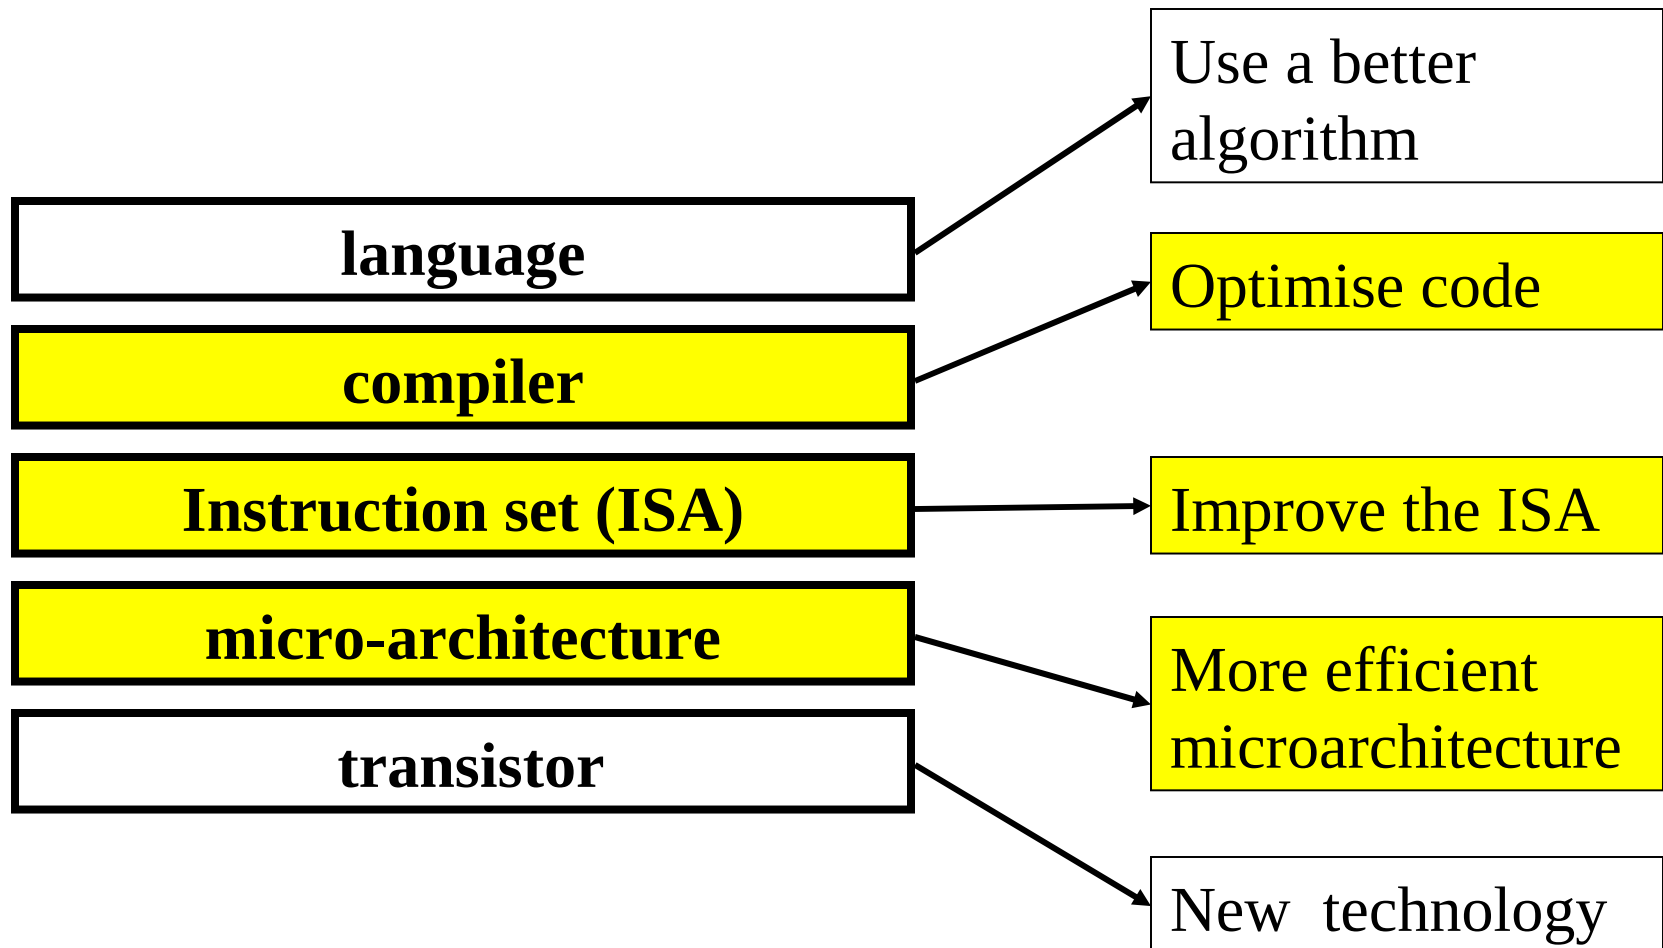 Use a better
algorithm
language
Optimise code
compiler
Instruction set (ISA)
Improve the ISA
micro-architecture
More efficient
microarchitecture
transistor
New  technology